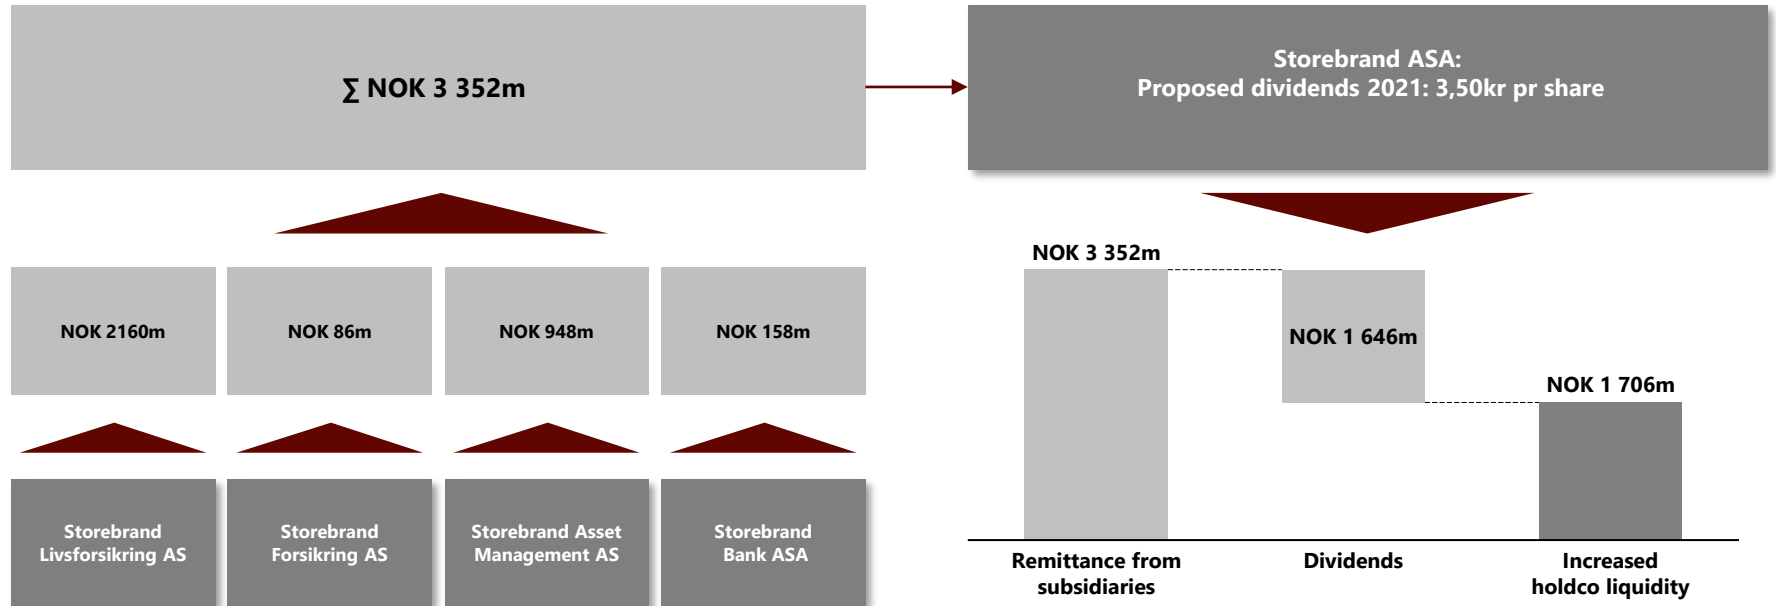 ∑ NOK 3 352m
Storebrand ASA:
Proposed dividends 2021: 3,50kr pr share
NOK 2160m
NOK 86m
NOK 948m
NOK 158m
Storebrand
Livsforsikring AS
Storebrand
Forsikring AS
Storebrand Asset
Management AS
Storebrand
Bank ASA
NOK 3 352m
NOK 1 646m
NOK 1 706m
Remittance from
subsidiaries
Dividends
Increased
holdco liquidity